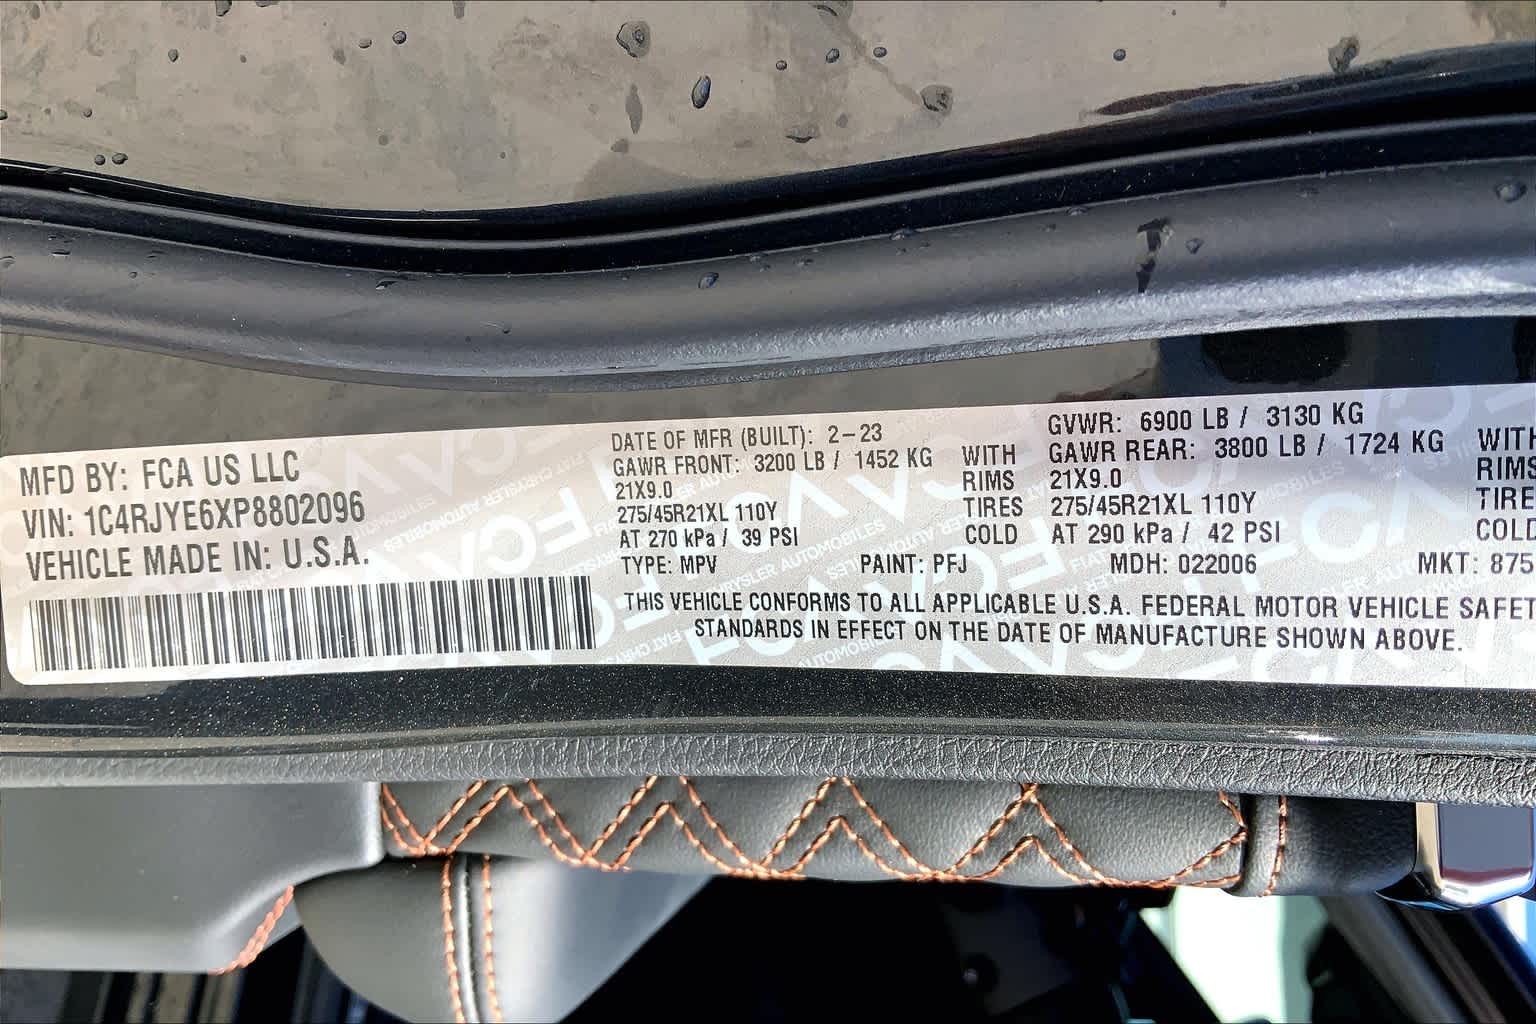 MFD BY: FCA US LLC
VIN: 1C4RJYE6XP8802096
VEHICLE MADE IN: U.S.A.
DATE OF MFR (BUILT): 2-23
GAWR FRONT: 3200 LB / 1452 KG WITH
21X9.0 RIMS
275/45R21XL 110Y TIRES
AT 270 kPa / 39 PSI COLD
GVWR: 6900 LB / 3130 KG
GAWR REAR: 3800 LB / 1724 KG WITH
21X9.0 RIMS
275/45R21XL 110Y TIRE
AT 290 kPa / 42 PSI COLD
TYPE: MPV PAINT: PFJ MDH: 022006 MKT: 875
THIS VEHICLE CONFORMS TO ALL APPLICABLE U.S.A. FEDERAL MOTOR VEHICLE SAFET
STANDARDS IN EFFECT ON THE DATE OF MANUFACTURE SHOWN ABOVE.